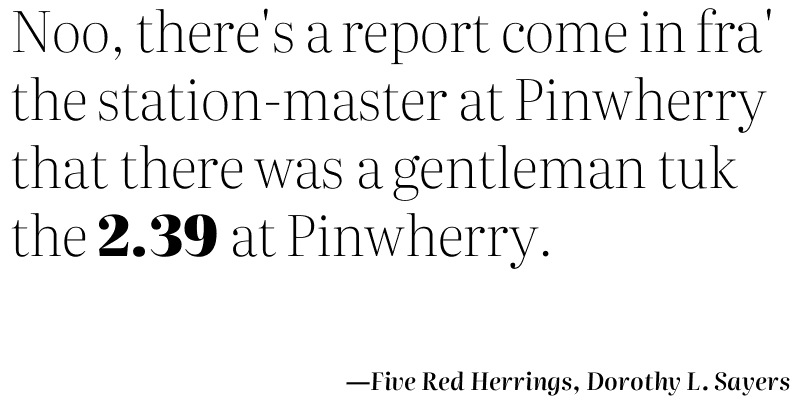 Noo, there's a report come in fra'
the station-master at Pinwherry
that there was a gentleman tuk
the 2.39 at Pinwherry.
—Five Red Herrings, Dorothy L. Sayers